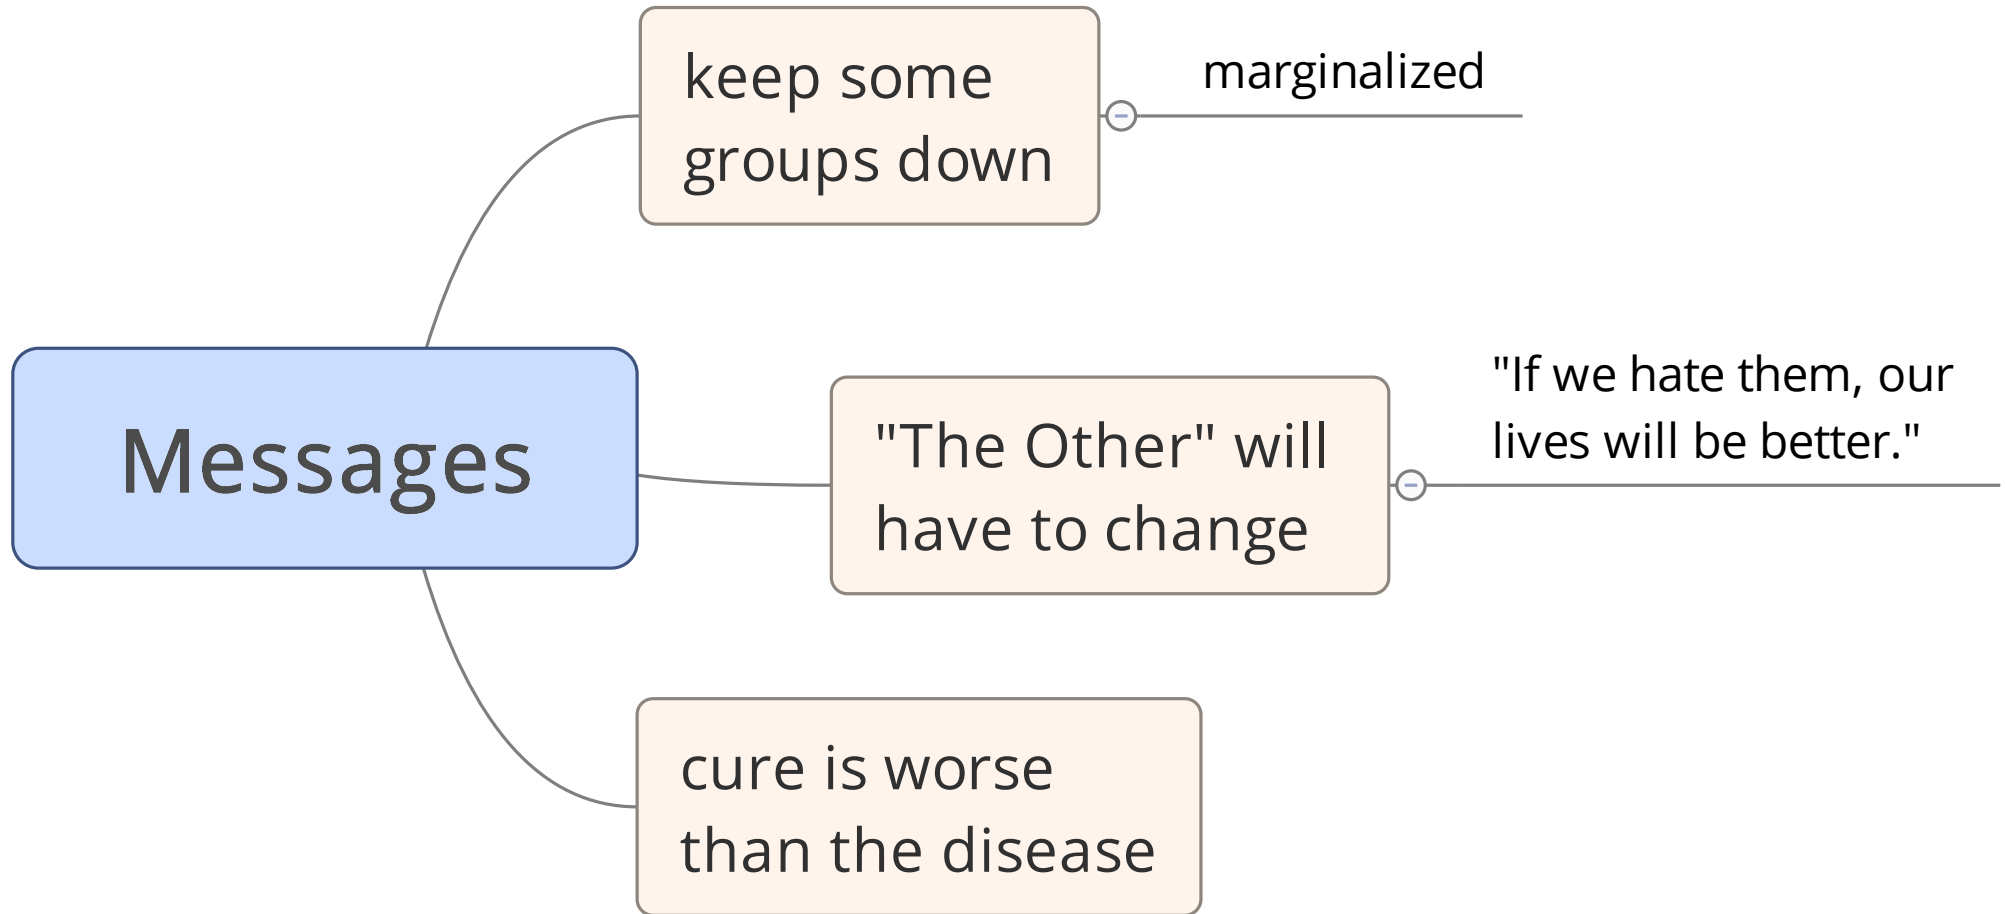 keep some
groups down
marginalized
Messages
"The Other" will
have to change
"If we hate them, our
lives will be better."
cure is worse
than the disease